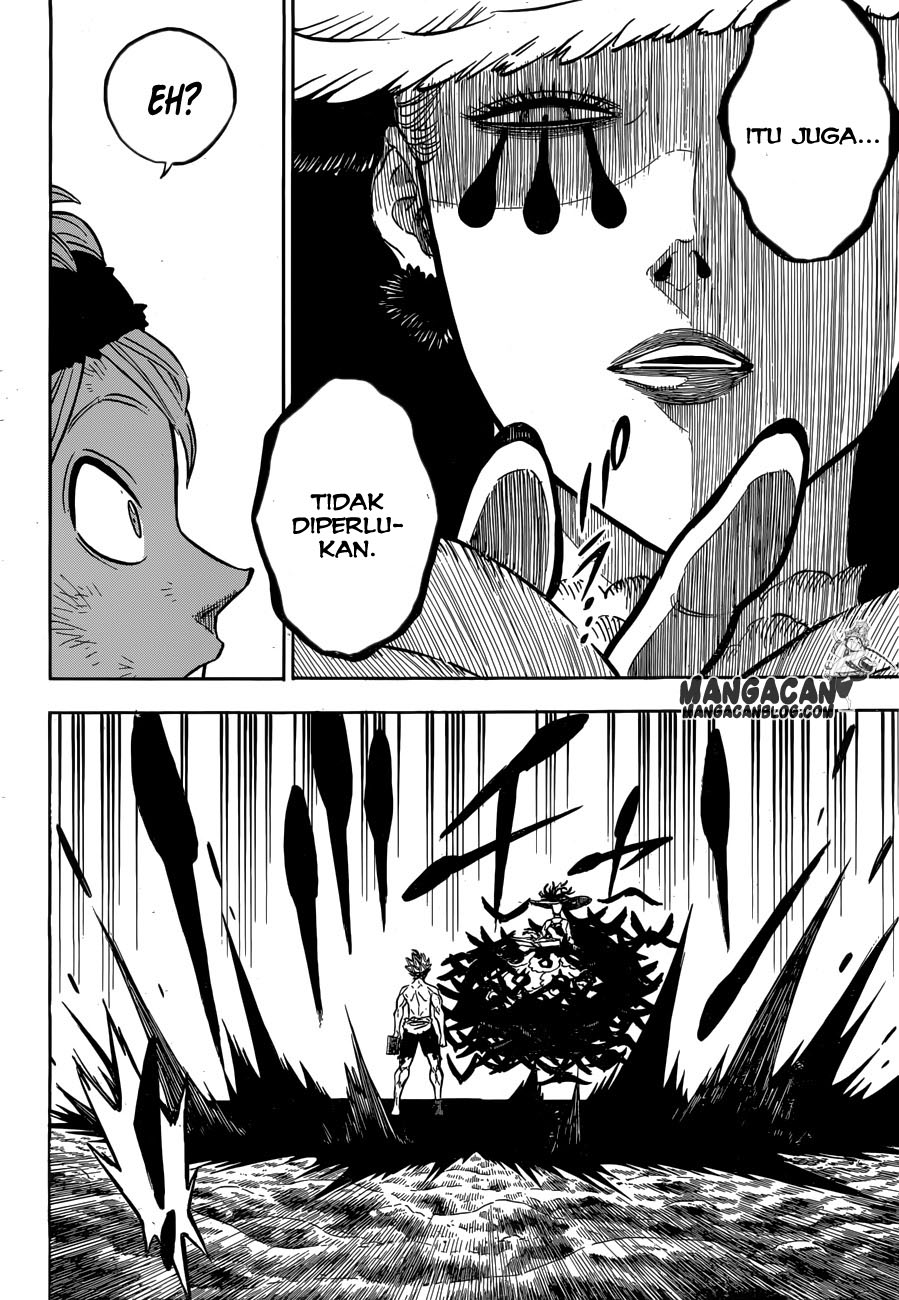 ITU JUGA...
TIDAK
DIPERLU-
KAN.
EH?
MANGACAN
MANGACANBLOG.COM